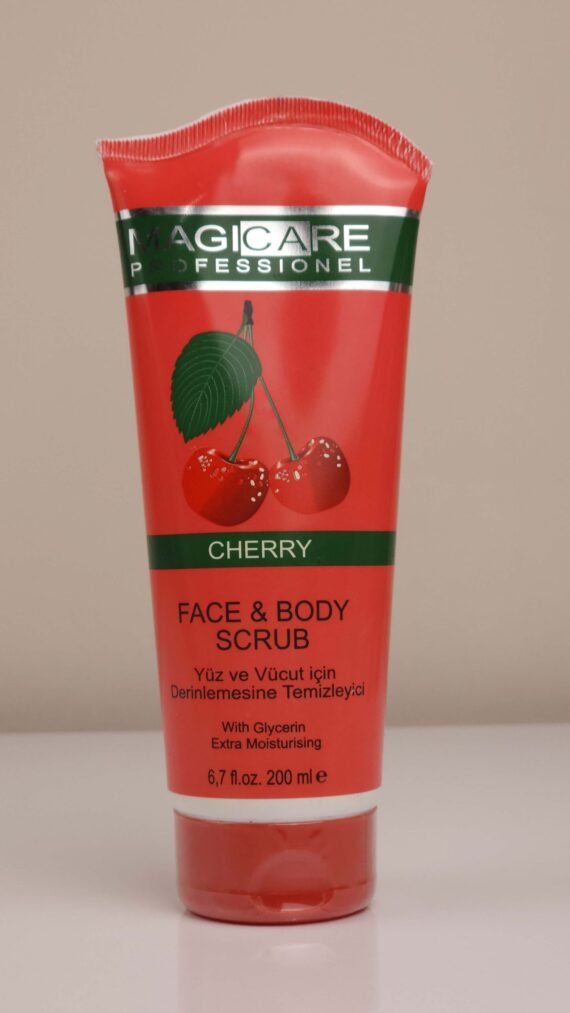 MAGICARE
PROFESSIONEL
CHERRY
FACE & BODY
SCRUB
Yüz ve Vücut için
Derinlemesine Temizleyici
With Glycerin
Extra Moisturising
6,7 fl.oz. 200 ml ℮